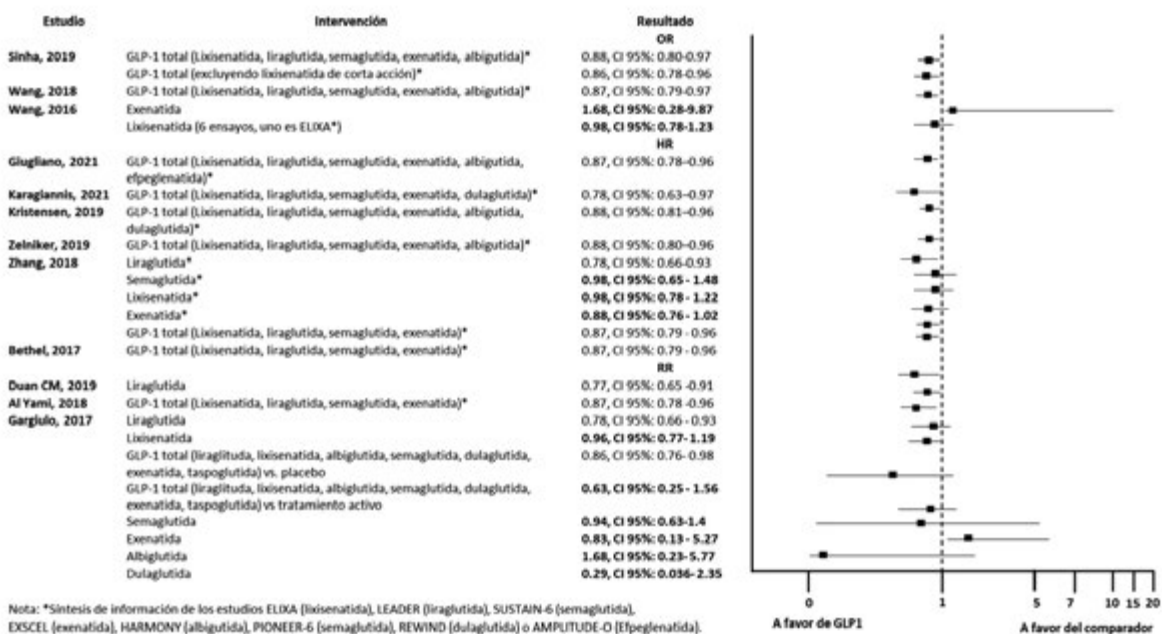 Estudio Intervención Resultado
OR
Sinha, 2019 GLP-1 total (Lixisenatida, liraglutida, semaglutida, exenatida, albigutida)* 0.88, CI 95%: 0.80-0.97
GLP-1 total (excluyendo lixisenatida de corta acción)* 0.86, CI 95%: 0.78-0.96
Wang, 2018 GLP-1 total (Lixisenatida, liraglutida, semaglutida, exenatida, albigutida)* 0.87, CI 95%: 0.79-0.97
Wang, 2016 Exenatida 1.68, CI 95%: 0.28-9.87
Lixisenatida (6 ensayos, uno es ELIXA*) 0.98, CI 95%: 0.78-1.23
HR
Giugliano, 2021 GLP-1 total (Lixisenatida, liraglutida, semaglutida, exenatida, albigutida, 0.87, CI 95%: 0.78–0.96
efpeglenatida)*
Karagiannis, 2021 GLP-1 total (Lixisenatida, liraglutida, semaglutida, exenatida, dulaglutida)* 0.78, CI 95%: 0.63–0.97
Kristensen, 2019 GLP-1 total (Lixisenatida, liraglutida, semaglutida, exenatida, albigutida, 0.88, CI 95%: 0.81–0.96
dulaglutida)*
Zelniker, 2019 GLP-1 total (Lixisenatida, liraglutida, semaglutida, exenatida, albigutida)* 0.88, CI 95%: 0.80–0.96
Zhang, 2018 Liraglutida* 0.78, CI 95%: 0.66-0.93
Semaglutida* 0.98, CI 95%: 0.65 - 1.48
Lixisenatida* 0.98, CI 95%: 0.78 - 1.22
Exenatida* 0.88, CI 95%: 0.76 - 1.02
GLP-1 total (Lixisenatida, liraglutida, semaglutida, exenatida)* 0.87, CI 95%: 0.79 - 0.96
Bethel, 2017 GLP-1 total (Lixisenatida, liraglutida, semaglutida, exenatida)* 0.87, CI 95%: 0.79 - 0.96
RR
Duan CM, 2019 Liraglutida 0.77, CI 95%: 0.65 -0.91
Al Yami, 2018 GLP-1 total (Lixisenatida, liraglutida, semaglutida, exenatida)* 0.87, CI 95%: 0.78 -0.96
Gargiulo, 2017 Liraglutida 0.78, CI 95%: 0.66 - 0.93
Lixisenatida 0.96, CI 95%: 0.77- 1.19
GLP-1 total (liraglituda, lixisenatida, albiglutida, semaglutida, dulaglutida, 0.86, CI 95%: 0.76- 0.98
exenatida, taspoglutida) vs. placebo
GLP-1 total (liraglituda, lixisenatida, albiglutida, semaglutida, dulaglutida, 0.63, CI 95%: 0.25 - 1.56
exenatida, taspoglutida) vs tratamiento activo
Semaglutida 0.94, CI 95%: 0.63-1.4
Exenatida 0.83, CI 95%: 0.13 - 5.27
Albiglutida 1.68, CI 95%: 0.23-5.77
Dulaglutida 0.29, CI 95%: 0.036- 2.35
0 1 5 7 10 15 20
A favor de GLP1 A favor del comparador
Nota: *Síntesis de información de los estudios ELIXA (lixisenatida), LEADER (liraglutida), SUSTAIN-6 (semaglutida),
EXSCEL (exenatida), HARMONY (albigutida), PIONEER-6 (semaglutida), REWIND (dulaglutida) o AMPLITUDE-O (Efpeglenatida).